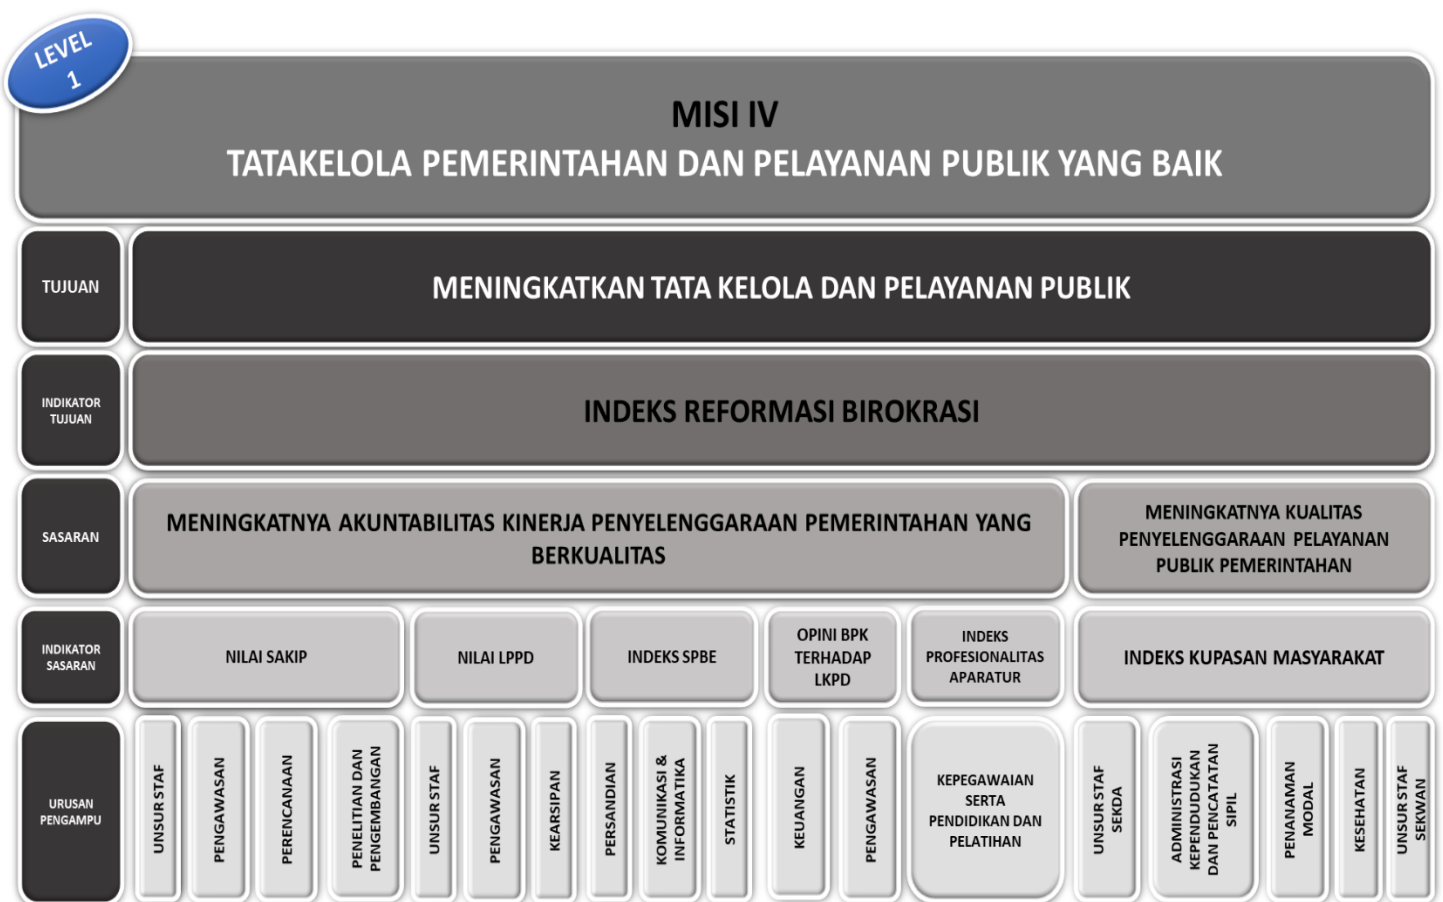 LEVEL
1
MISI IV
TATAKELOLA PEMERINTAHAN DAN PELAYANAN PUBLIK YANG BAIK
TUJUAN
MENINGKATKAN TATA KELOLA DAN PELAYANAN PUBLIK
INDIKATOR
TUJUAN
INDEKS REFORMASI BIROKRASI
SASARAN
MENINGKATNYA AKUNTABILITAS KINERJA PENYELENGGARAAN PEMERINTAHAN YANG
BERKUALITAS
MENINGKATNYA KUALITAS
PENYELENGGARAAN PELAYANAN
PUBLIK PEMERINTAHAN
INDIKATOR
SASARAN
NILAI SAKIP
NILAI LPPD
INDEKS SPBE
OPINI BPK
TERHADAP
LKPD
INDEKS
PROFESIONALITAS
APARATUR
INDEKS KUPASAN MASYARAKAT
URUSAN
PENGAMPU
UNSUR STAF
PENGAWASAN
PERENCANAAN
PENELITIAN DAN
PENGEMBANGAN
UNSUR STAF
PENGAWASAN
KEARSIPAN
PERSANDIAN
KOMUNIKASI &
INFORMATIKA
STATISTIK
KEUANGAN
PENGAWASAN
KEPEGAWAIAN
SERTA
PENDIDIKAN DAN
PELATIHAN
UNSUR STAF
SEKDA
ADMINISTRASI
KEPENDUDUKAN
DAN PENCATATAN
SIPIL
PENANAMAN
MODAL
KESEHATAN
UNSUR STAF
SEKWAN